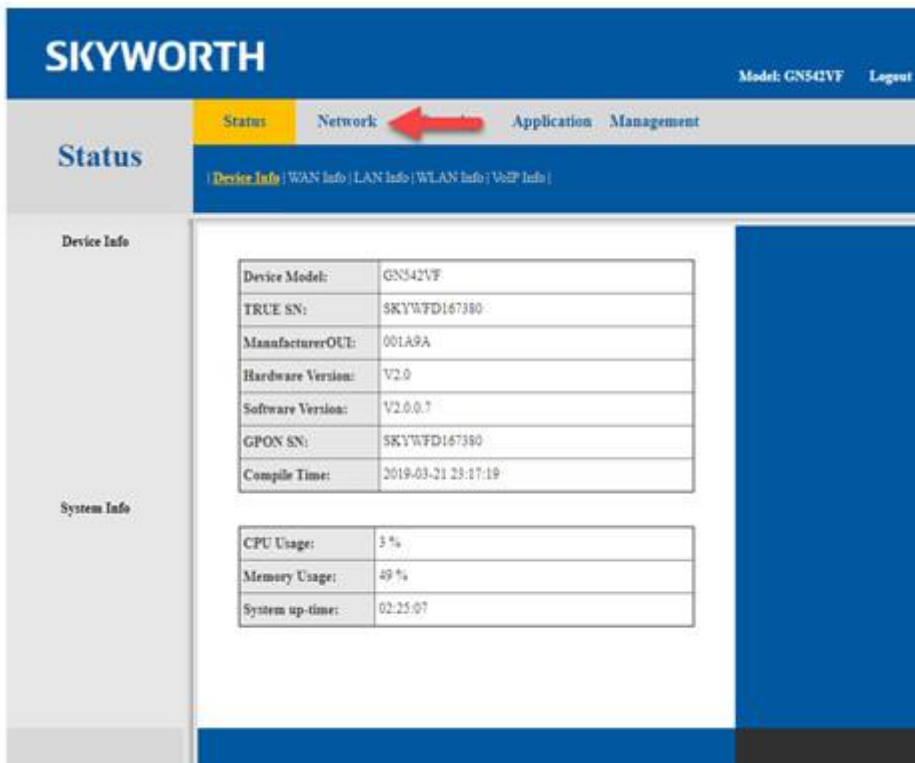 SKYWORTH
Model: GN542VF Logout
Status Network Application Management
Status
| Device Info | WAN Info | LAN Info | WLAN Info | VoIP Info |
Device Info
Device Model: GN542VF
TRUE SN: SKYWFD167380
ManufacturerOUI: 001A9A
Hardware Version: V2.0
Software Version: V2.0.0.7
GPON SN: SKYWFD167380
Compile Time: 2019-03-21 23:17:19
System Info
CPU Usage: 3 %
Memory Usage: 49 %
System up-time: 02:25:07